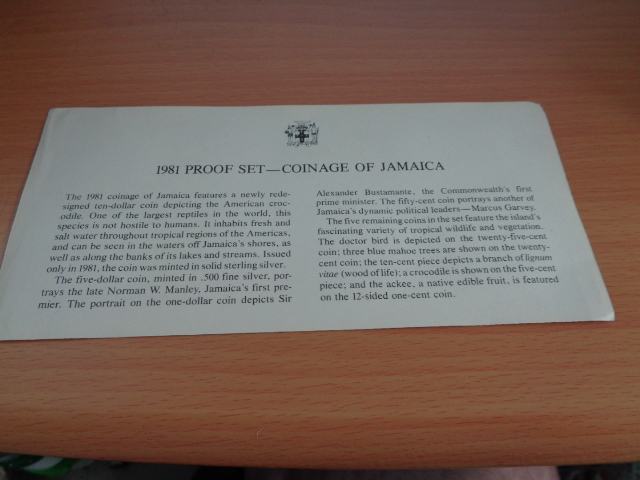 1981 PROOF SET—COINAGE OF JAMAICA
The 1981 coinage of Jamaica features a newly rede-
signed ten-dollar coin depicting the American croc-
odile. One of the largest reptiles in the world, this
species is not hostile to humans. It inhabits fresh and
salt water throughout tropical regions of the Americas,
and can be seen in the waters off Jamaica's shores, as
well as along the banks of its lakes and streams. Issued
only in 1981, the coin was minted in solid sterling silver.
The five-dollar coin, minted in .500 fine silver, por-
trays the late Norman W. Manley, Jamaica's first pre-
mier. The portrait on the one-dollar coin depicts Sir
Alexander Bustamante, the Commonwealth's first
prime minister. The fifty-cent coin portrays another of
Jamaica's dynamic political leaders—Marcus Garvey.
The five remaining coins in the set feature the island's
fascinating variety of tropical wildlife and vegetation.
The doctor bird is depicted on the twenty-five-cent
coin; three blue mahoe trees are shown on the twenty-
cent coin; the ten-cent piece depicts a branch of lignum
vitae (wood of life); a crocodile is shown on the five-cent
piece; and the ackee, a native edible fruit, is featured
on the 12-sided one-cent coin.